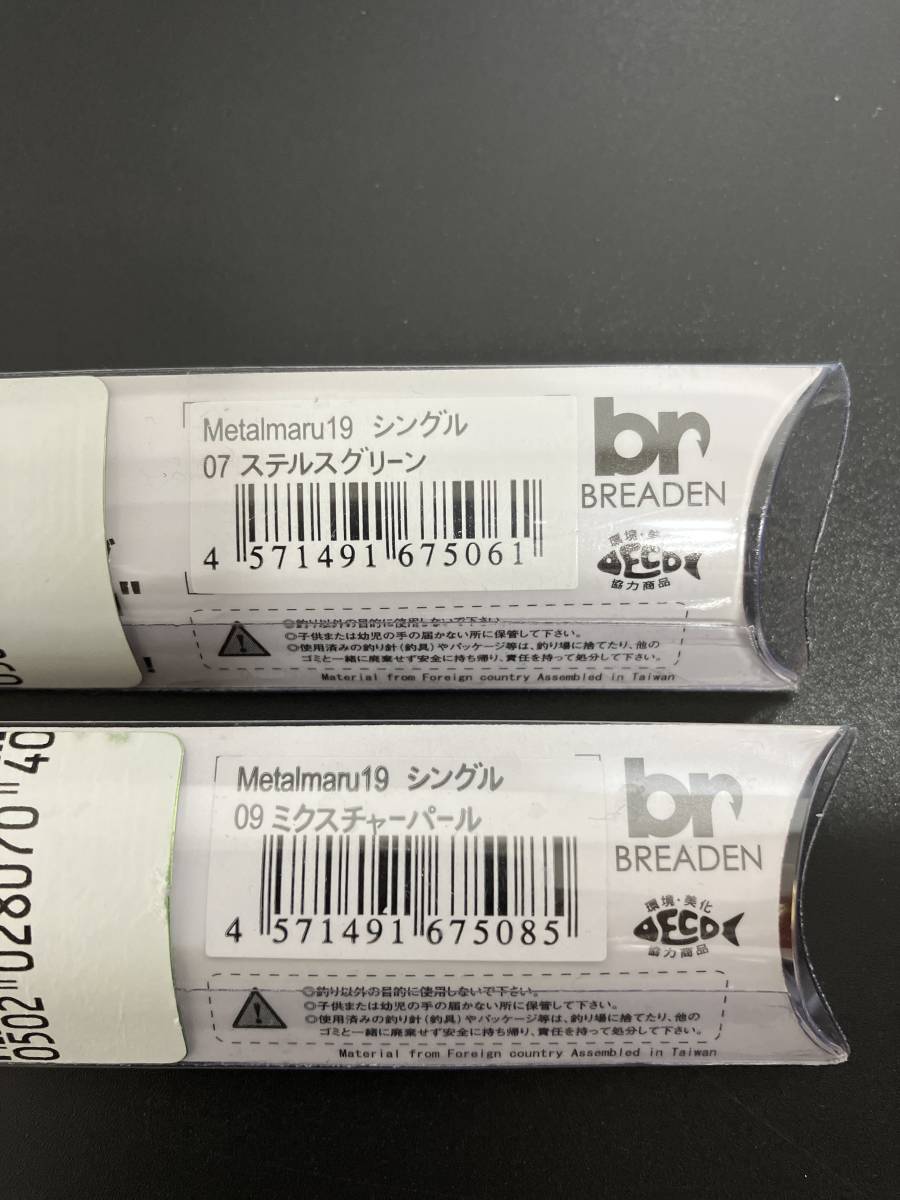 Metalmaru19 シングル
07 ステルスグリーン
4 571491 675061
br
BREADEN
環境・美化
ECO
協力商品
◎釣り以外の目的に使用しない下さい
◎子供または幼児の手の届かない所に保管して下さい。
◎使用済みの釣り針(釣具)やパッケージ等は、釣り場に捨てたり、他の
ゴミと一緒に廃棄せず安全に持ち帰り、責任を持って処分して下さい。
Material from Foreign country Assembled in Taiwan
Metalmaru19 シングル
09 ミクスチャーパール
4 571491 675085
br
BREADEN
環境・美化
ECO
協力商品
◎釣り以外の目的に使用しないで下さい。
◎子供または幼児の手の届かない所に保管して下さい。
◎使用済みの釣り針(釣具)やパッケージ等は、釣り場に捨てたり、他の
ゴミと一緒に廃棄せず安全に持ち帰り、責任を持って処分して下さい。
Material from Foreign country Assembled in Taiwan
0502 028070 40